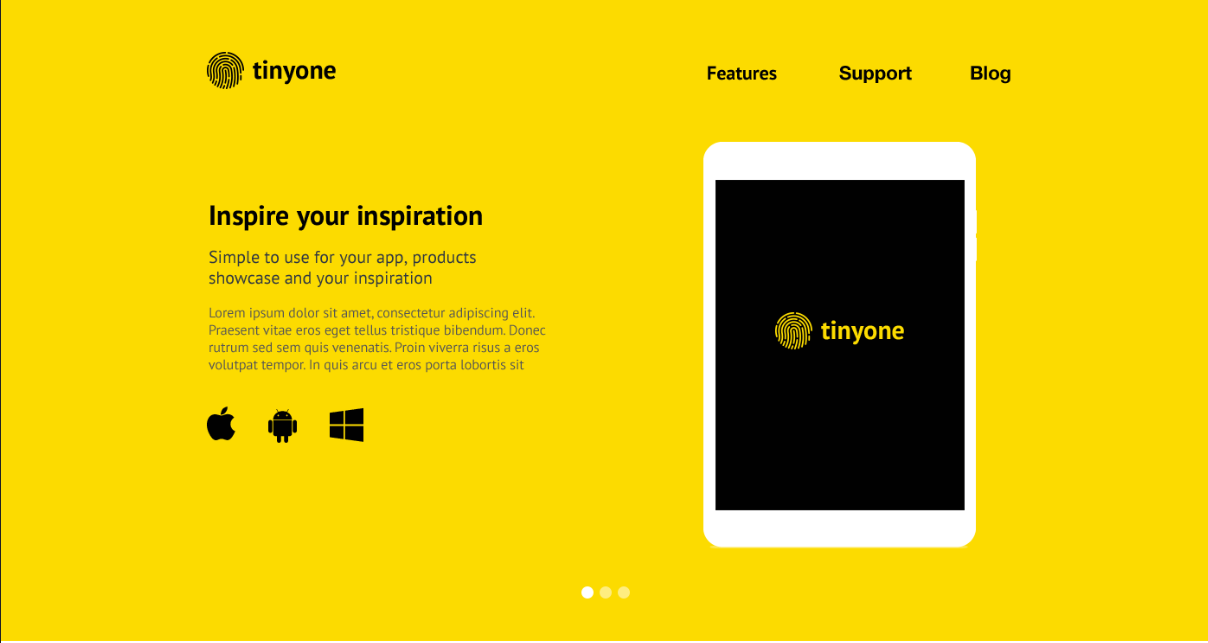 tinyone
Features
Support
Blog
Inspire your inspiration
Simple to use for your app, products
showcase and your inspiration
Lorem ipsum dolor sit amet, consectetur adipiscing elit.
Praesent vitae eros eget tellus tristique bibendum. Donec
rutrum sed sem quis venenatis. Proin viverra risus a eros
volutpat tempor. In quis arcu et eros porta lobortis sit
tinyone